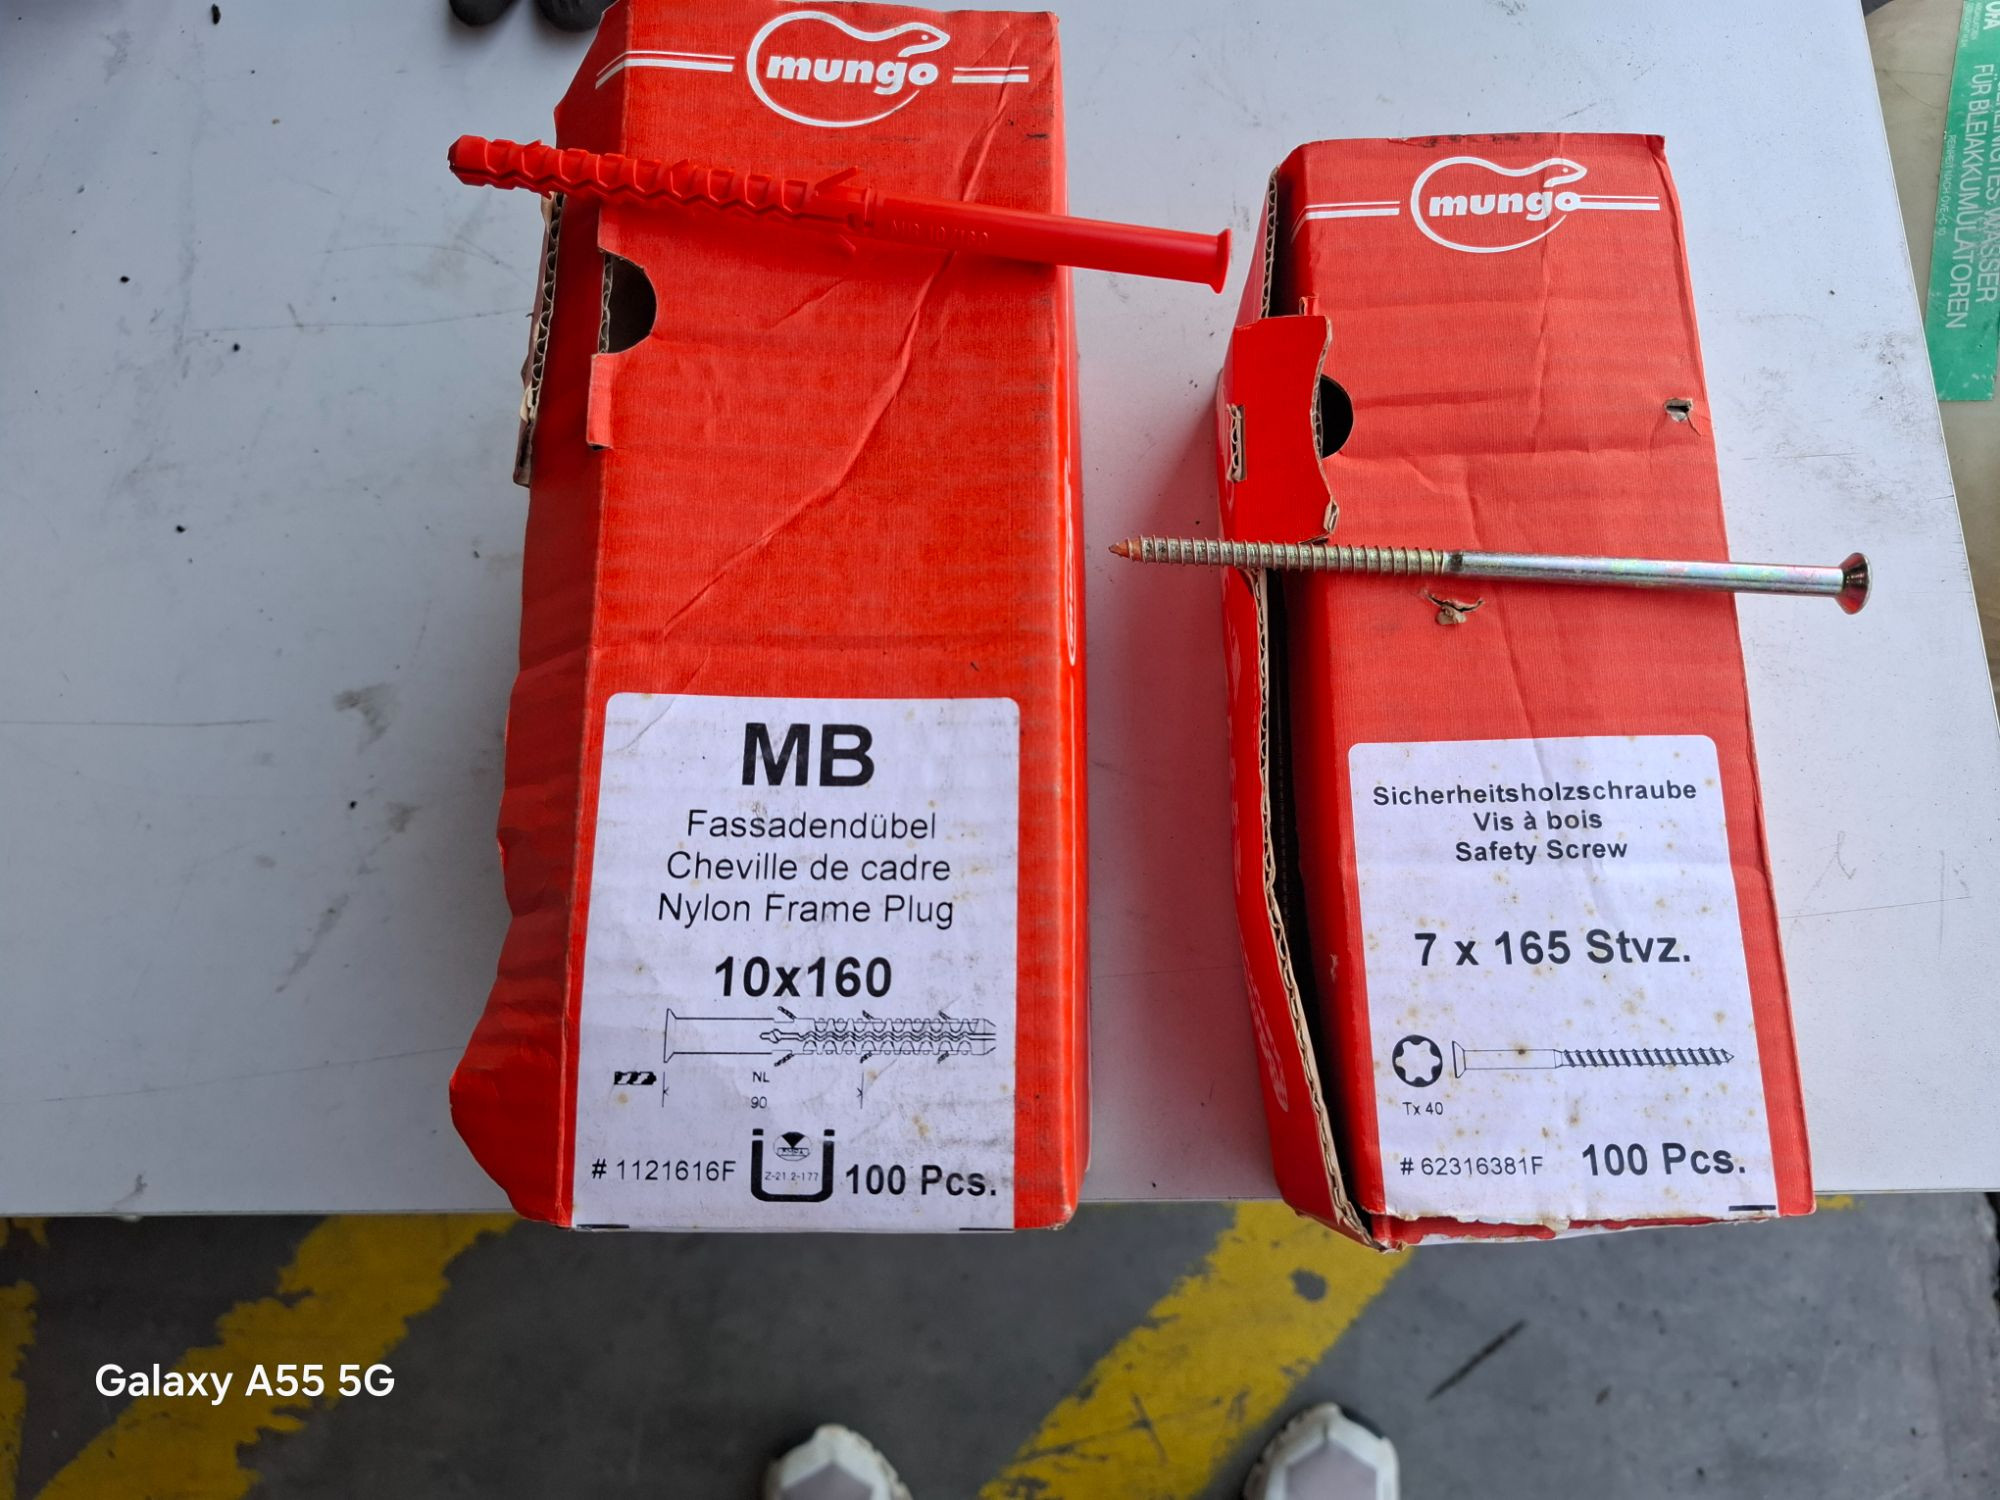 mungo
MB
Fassadendübel
Cheville de cadre
Nylon Frame Plug
10x160
NL
90
# 1121616F
Z-21.2-177
100 Pcs.
mungo
Sicherheitsholzschraube
Vis à bois
Safety Screw
7 x 165 Stvz.
Tx 40
# 62316381F
100 Pcs.
WASSER
FÜR BLEIAKKUMULATOREN
Galaxy A55 5G